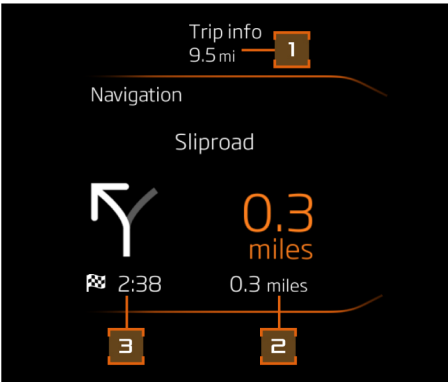 Trip info
9.5 mi
1
Navigation
Sliproad
0.3
miles
2:38 0.3 miles
3 2